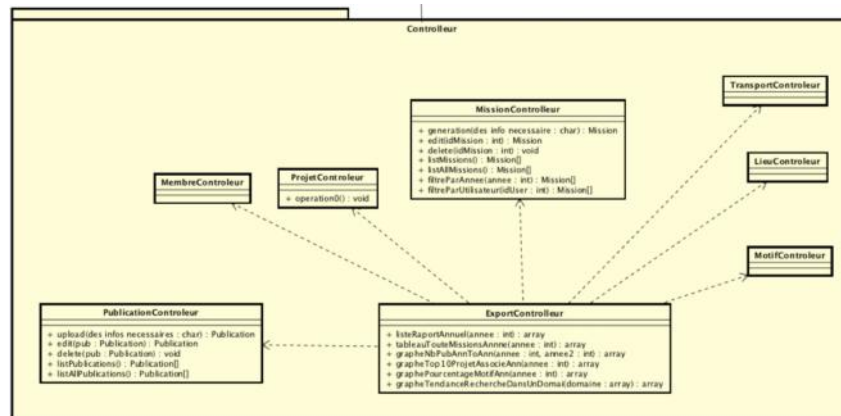 Controlleur
TransportControleur
MissionControlleur
+ generation(des info necessaire : char) : Mission
+ edit(idMission : int) : Mission
+ delete(idMission : int) : void
+ listMissions() : Mission[]
+ listAllMissions() : Mission[]
+ filtreParAnnee(annee : int) : Mission[]
+ filtreParUtilisateur(idUser : int) : Mission[]
LieuControleur
MembreControleur
ProjetControleur
+ operation0() : void
MotifControleur
PublicationControleur
+ upload(des infos necessaires : char) : Publication
+ edit(pub : Publication) : Publication
+ delete(pub : Publication) : void
+ listPublications() : Publication[]
+ listAllPublications() : Publication[]
ExportControlleur
+ listeRaportAnnuel(annee : int) : array
+ tableauTouteMissionsAnnne(annee : int) : array
+ grapheNbPubAnnToAnn(annee : int, annee2 : int) : array
+ grapheTop10ProjetAssocieAnn(annee : int) : array
+ graphePourcentageMotifAnn(annee : int) : array
+ grapheTendanceRechercheDansUnDomai(domaine : array) : array